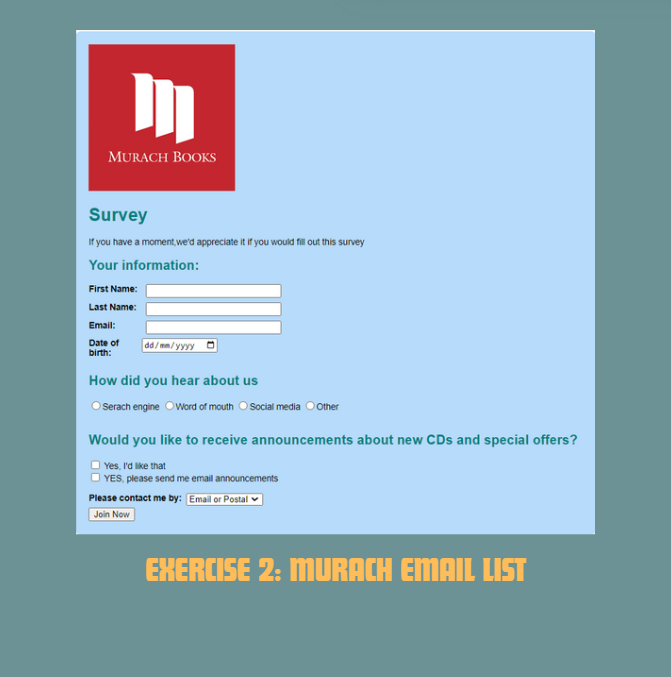 MURACH BOOKS
Survey
If you have a moment,we'd appreciate it if you would fill out this survey
Your information:
First Name:
Last Name:
Email:
Date of
birth:
dd/mm/yyyy
How did you hear about us
Serach engine Word of mouth Social media Other
Would you like to receive announcements about new CDs and special offers?
Yes, I'd like that
YES, please send me email announcements
Please contact me by: Email or Postal
Join Now
EXERCISE 2: MURACH EMAIL LIST